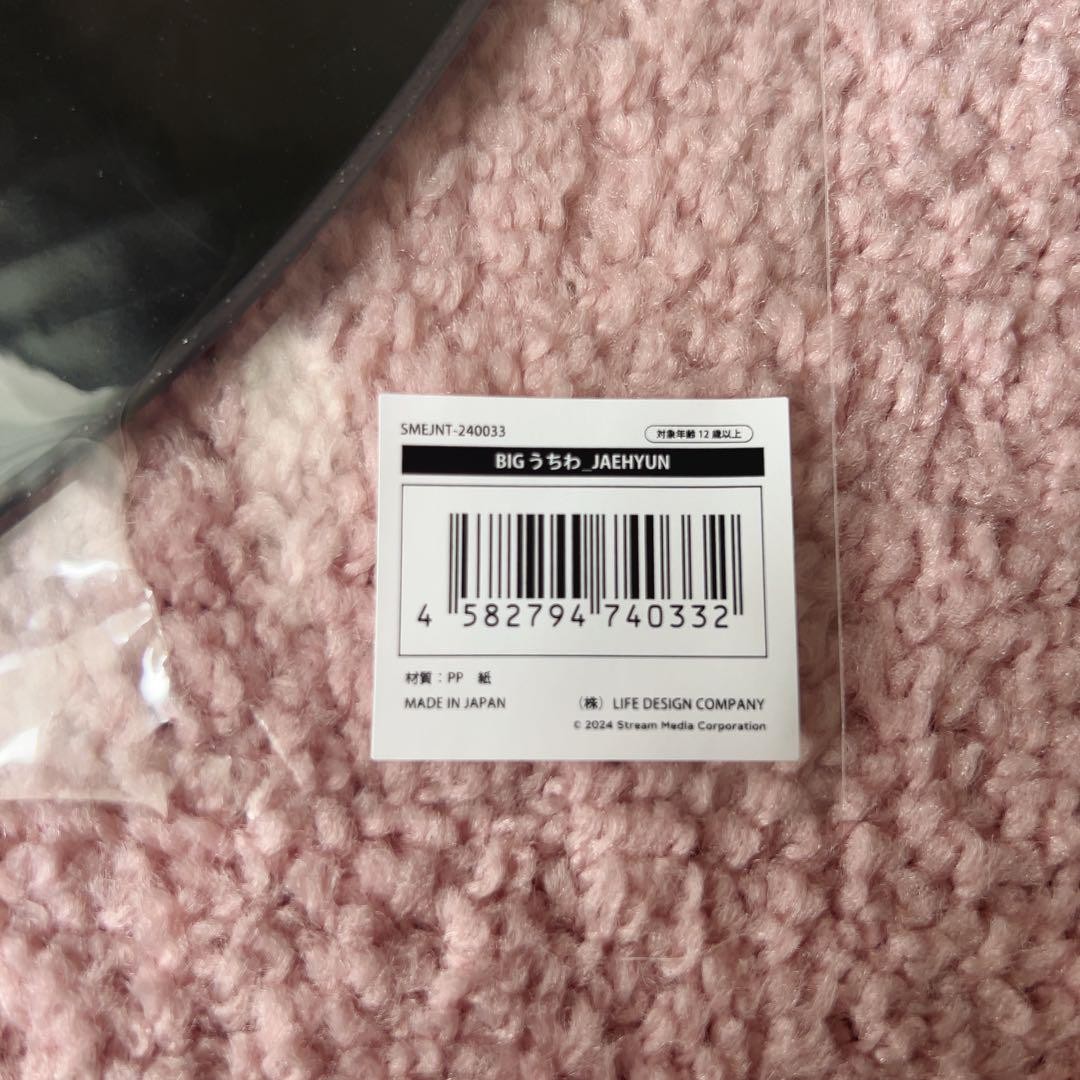 SMEJNT-240033
対象年齢12歳以上
BIG うちわ_JAEHYUN
4 582794 740332
材質：PP　紙
MADE IN JAPAN
（株） LIFE DESIGN COMPANY
© 2024 Stream Media Corporation